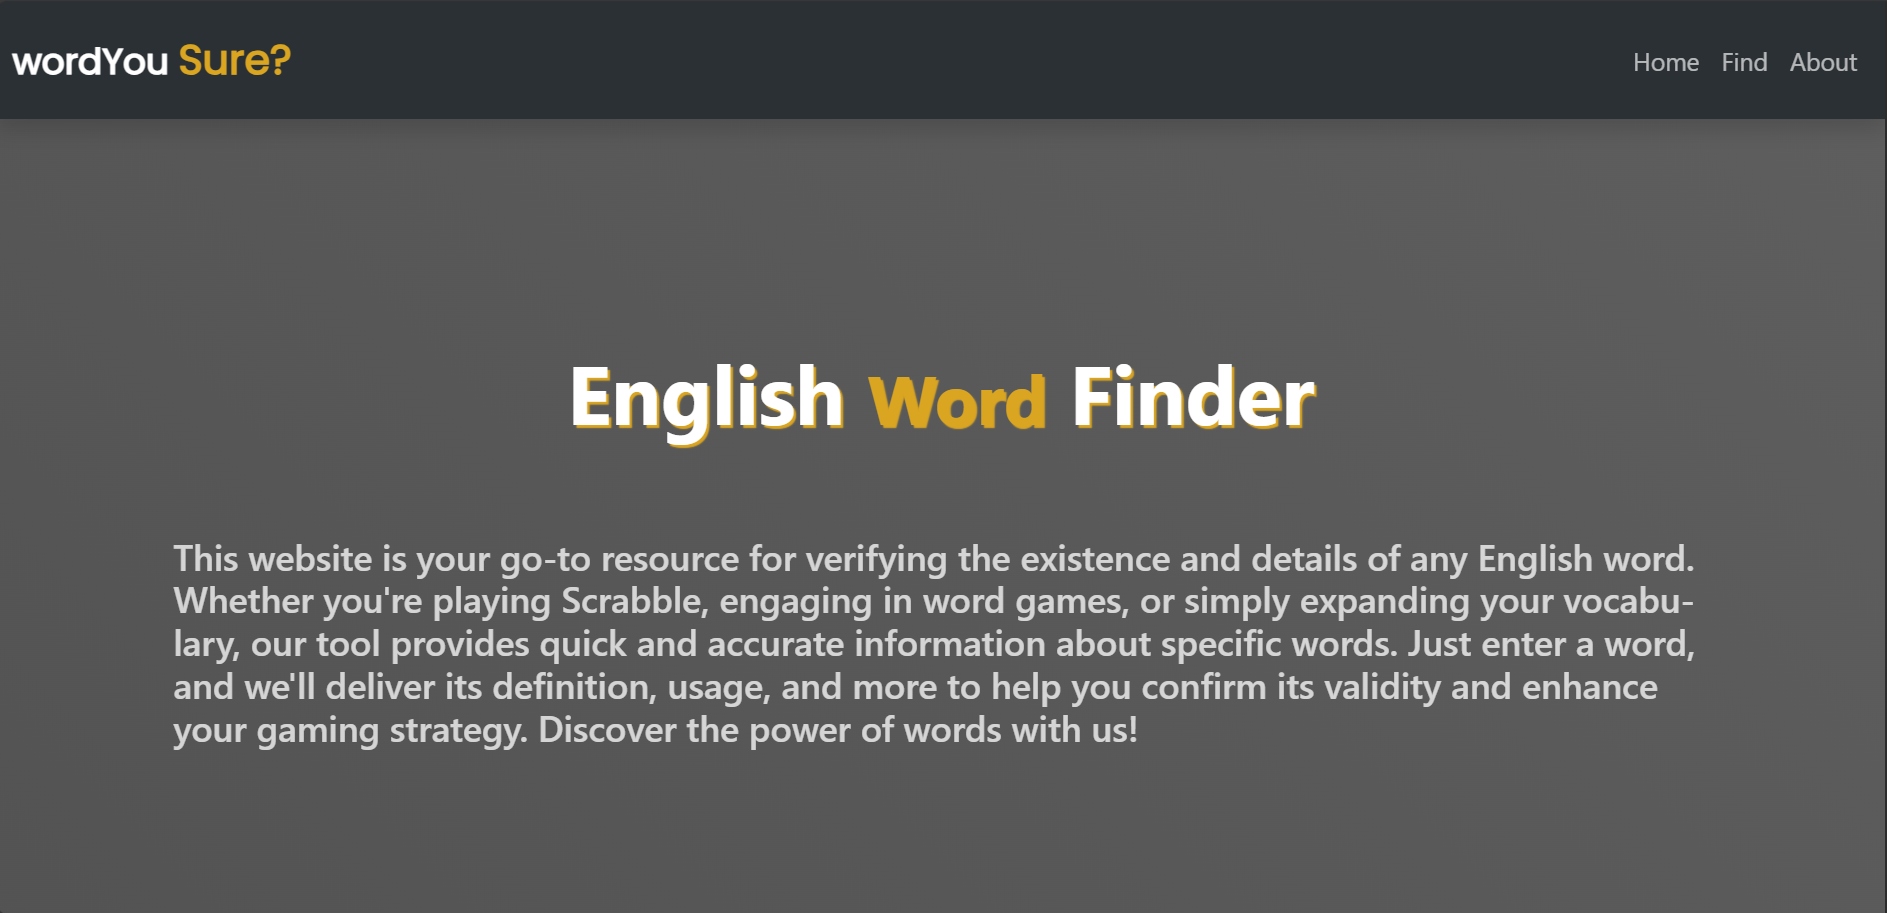 wordYou Sure?
Home Find About
English Word Finder
This website is your go-to resource for verifying the existence and details of any English word.
Whether you're playing Scrabble, engaging in word games, or simply expanding your vocabu-
lary, our tool provides quick and accurate information about specific words. Just enter a word,
and we'll deliver its definition, usage, and more to help you confirm its validity and enhance
your gaming strategy. Discover the power of words with us!